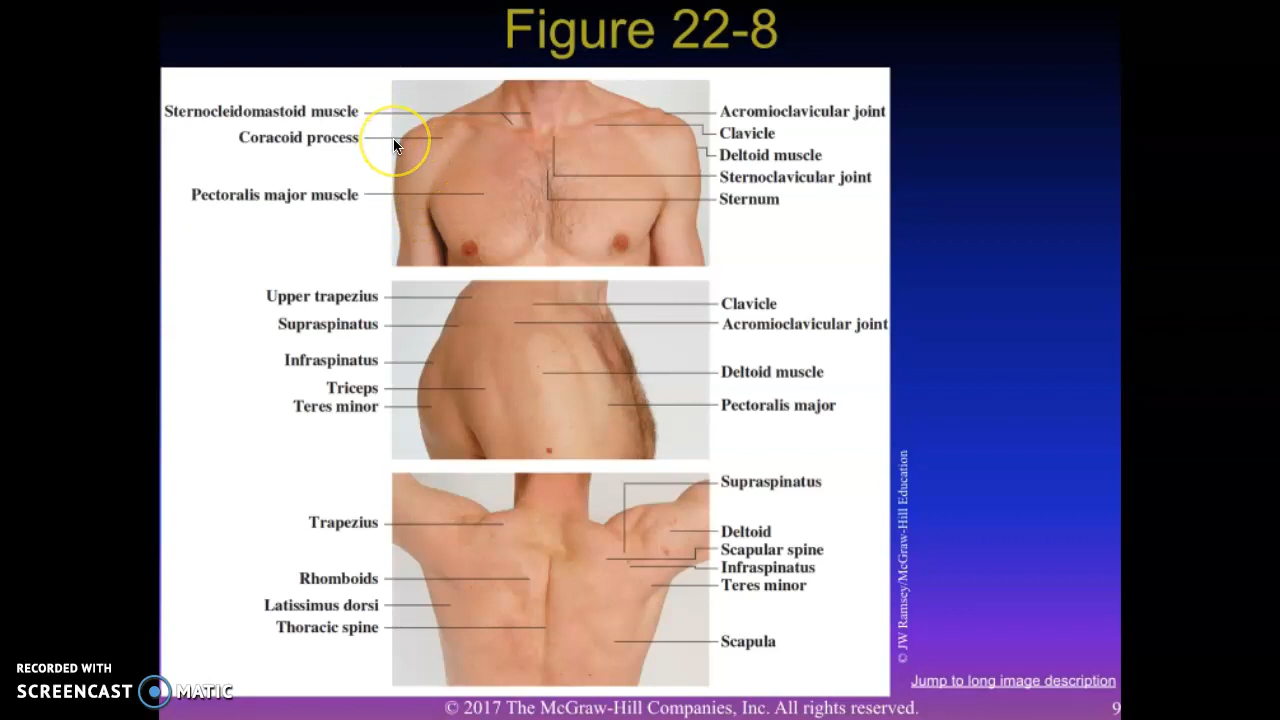 Figure 22-8
Sternocleidomastoid muscle
Coracoid process
Pectoralis major muscle
Acromioclavicular joint
Clavicle
Deltoid muscle
Sternoclavicular joint
Sternum
Upper trapezius
Supraspinatus
Infraspinatus
Triceps
Teres minor
Clavicle
Acromioclavicular joint
Deltoid muscle
Pectoralis major
Trapezius
Rhomboids
Latissimus dorsi
Thoracic spine
Supraspinatus
Deltoid
Scapular spine
Infraspinatus
Teres minor
Scapula
© JW Ramsey/McGraw-Hill Education
Jump to long image description
© 2017 The McGraw-Hill Companies, Inc. All rights reserved.
9
RECORDED WITH
SCREENCAST MATIC